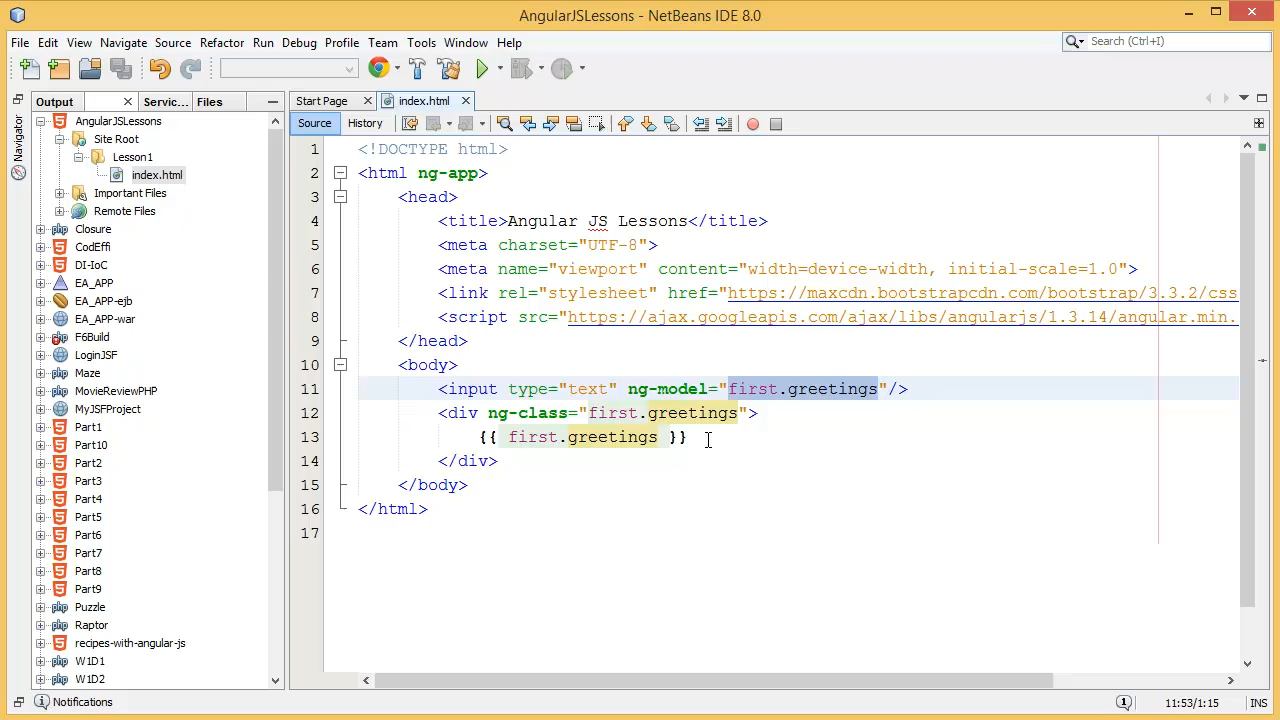 AngularJSLessons - NetBeans IDE 8.0
File Edit View Navigate Source Refactor Run Debug Profile Team Tools Window Help
Search (Ctrl+I)
Output Servic... Files
Start Page index.html
Source History
Navigator
AngularJSLessons
Site Root
Lesson1
index.html
Important Files
Remote Files
Closure
CodEffi
DI-IoC
EA_APP
EA_APP-ejb
EA_APP-war
F6Build
LoginJSF
Maze
MovieReviewPHP
MyJSFProject
Part1
Part10
Part2
Part3
Part4
Part5
Part6
Part7
Part8
Part9
Puzzle
Raptor
recipes-with-angular-js
W1D1
W1D2
1 <!DOCTYPE html>
2 <html ng-app>
3 <head>
4 <title>Angular JS Lessons</title>
5 <meta charset="UTF-8">
6 <meta name="viewport" content="width=device-width, initial-scale=1.0">
7 <link rel="stylesheet" href="https://maxcdn.bootstrapcdn.com/bootstrap/3.3.2/css
8 <script src="https://ajax.googleapis.com/ajax/libs/angularjs/1.3.14/angular.min.
9 </head>
10 <body>
11 <input type="text" ng-model="first.greetings"/>
12 <div ng-class="first.greetings">
13 {{ first.greetings }}
14 </div>
15 </body>
16 </html>
17
Notifications
11:53/1:15 INS